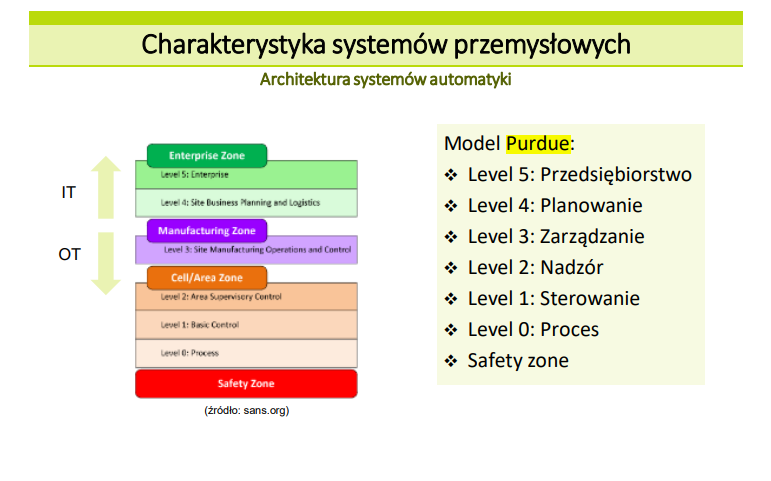 Charakterystyka systemów przemysłowych
Architektura systemów automatyki
IT
OT
Enterprise Zone
Level 5: Enterprise
Level 4: Site Business Planning and Logistics
Manufacturing Zone
Level 3: Site Manufacturing Operations and Control
Cell/Area Zone
Level 2: Area Supervisory Control
Level 1: Basic Control
Level 0: Process
Safety Zone
(źródło: sans.org)
Model Purdue:
❖ Level 5: Przedsiębiorstwo
❖ Level 4: Planowanie
❖ Level 3: Zarządzanie
❖ Level 2: Nadzór
❖ Level 1: Sterowanie
❖ Level 0: Proces
❖ Safety zone